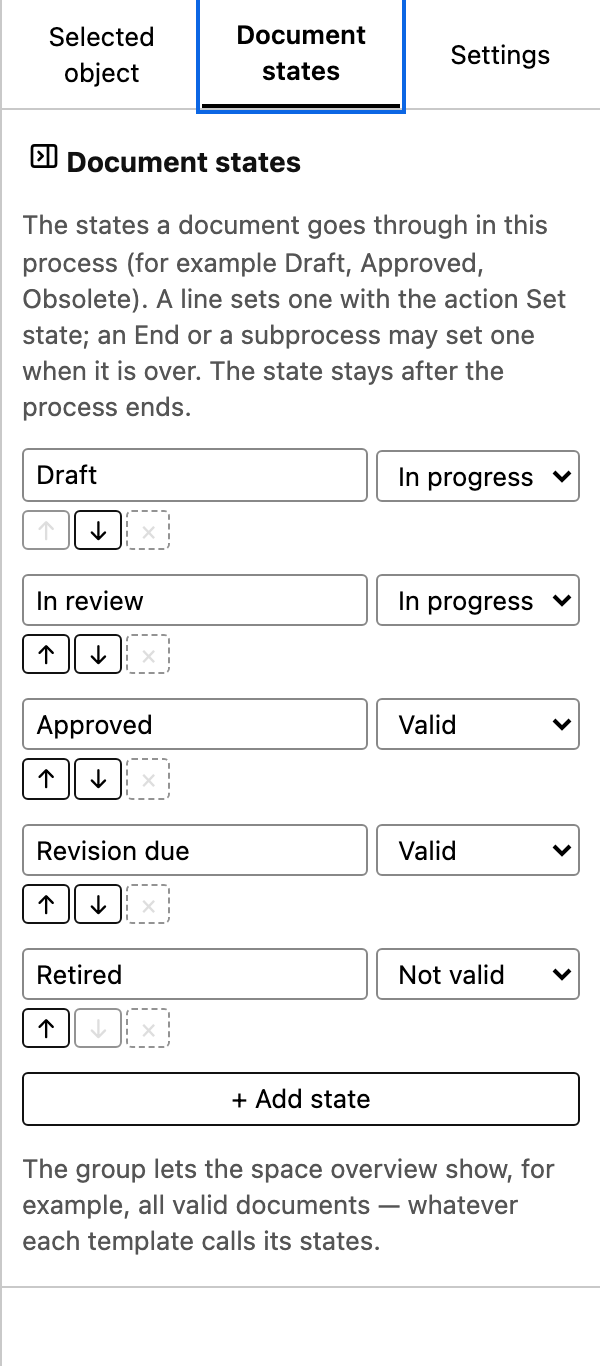 Selected
object
Document
states
Settings
Document states
The states a document goes through in this
process (for example Draft, Approved,
Obsolete). A line sets one with the action Set
state; an End or a subprocess may set one
when it is over. The state stays after the
process ends.
Draft In progress
↑ ↓ ×
In review In progress
↑ ↓ ×
Approved Valid
↑ ↓ ×
Revision due Valid
↑ ↓ ×
Retired Not valid
↑ ↓ ×
+ Add state
The group lets the space overview show, for
example, all valid documents — whatever
each template calls its states.